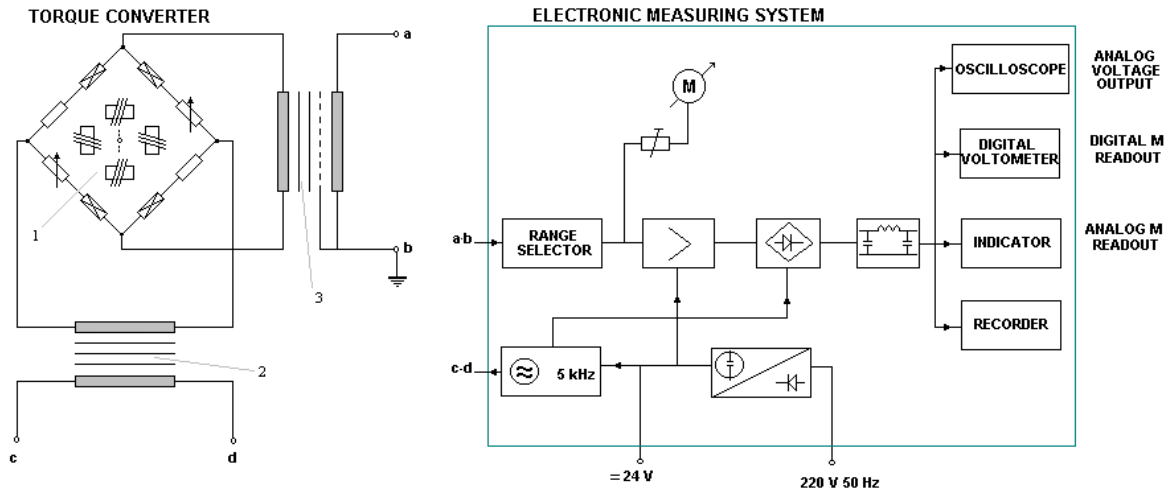 TORQUE CONVERTER
a
1
b
3
2
c
d
ELECTRONIC MEASURING SYSTEM
M
OSCILLOSCOPE
ANALOG
VOLTAGE
OUTPUT
DIGITAL
VOLTOMETER
DIGITAL M
READOUT
a-b
RANGE
SELECTOR
INDICATOR
ANALOG M
READOUT
RECORDER
c-d
≈
5 kHz
= 24 V
220 V 50 Hz